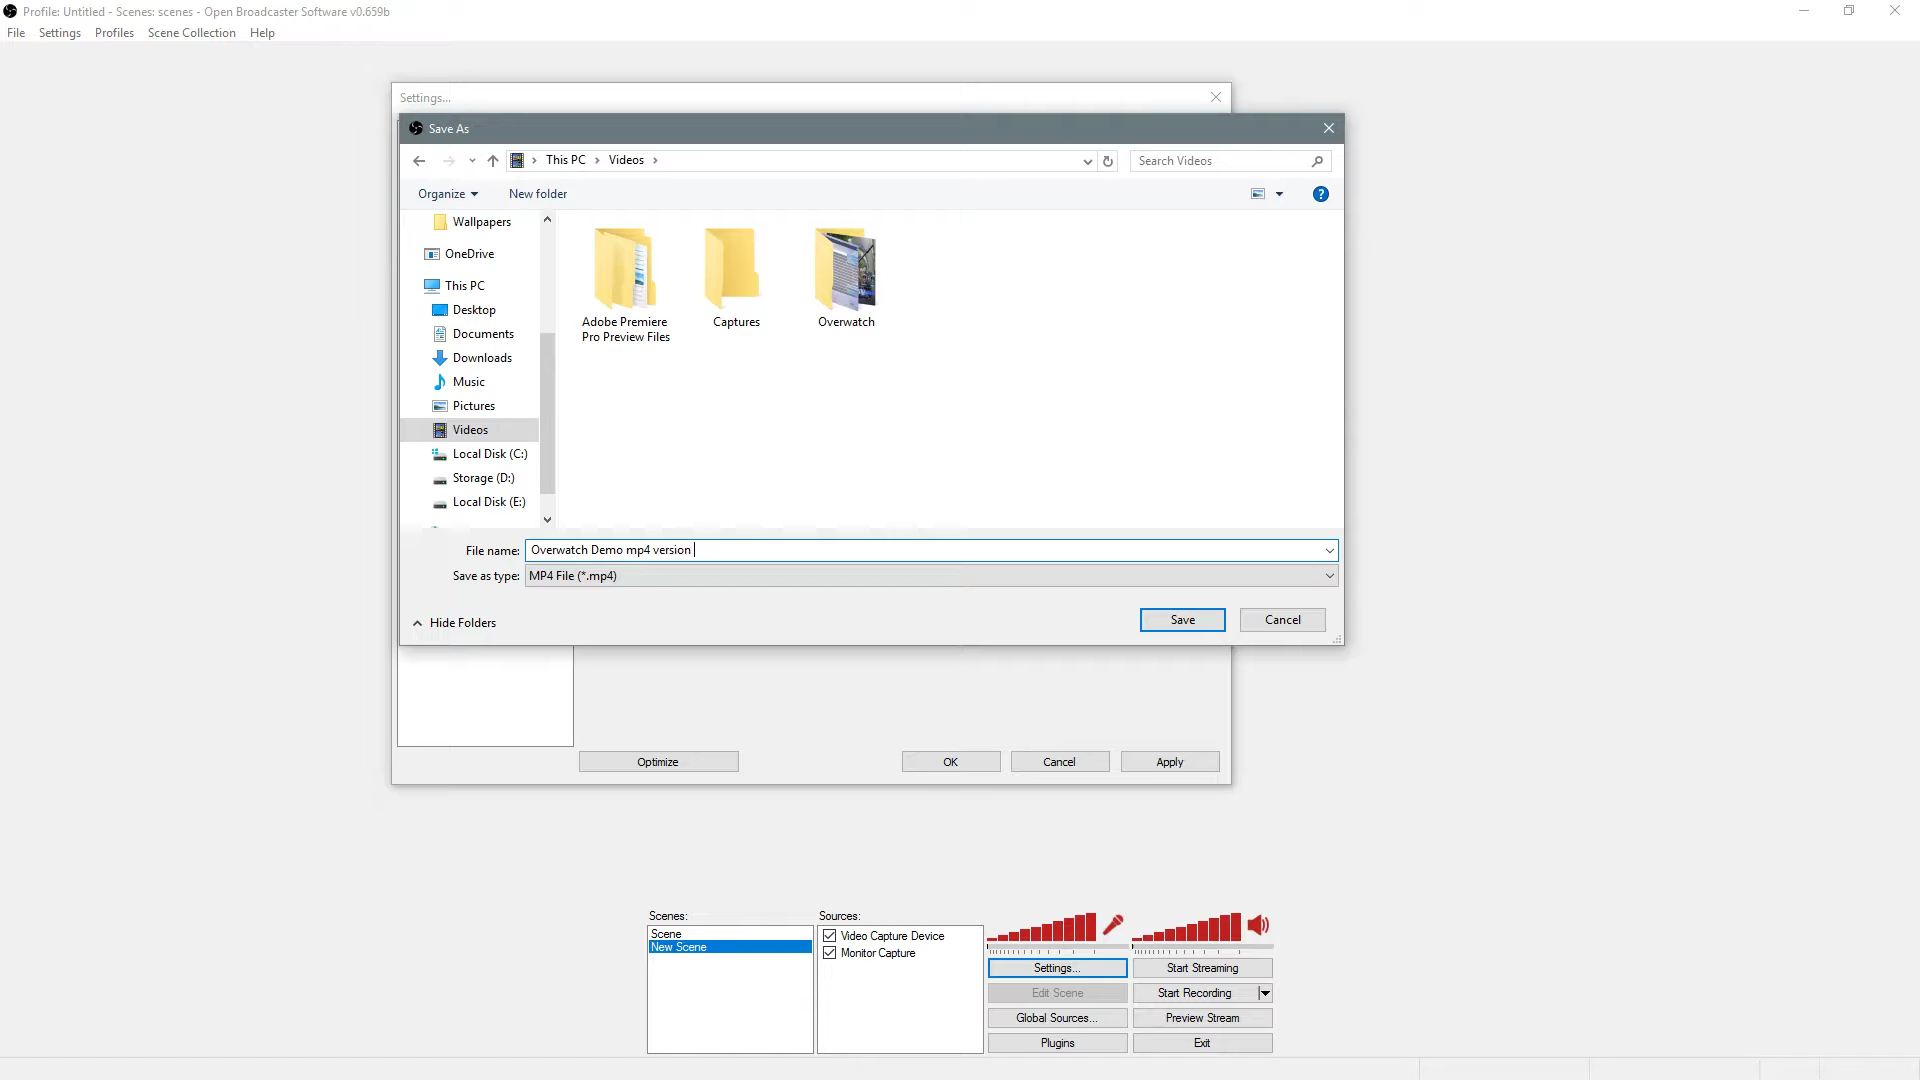 Profile: Untitled - Scenes: scenes - Open Broadcaster Software v0.659b
File Settings Profiles Scene Collection Help
Settings...
Save As
This PC Videos
Search Videos
Organize New folder
Wallpapers
OneDrive
This PC
Desktop
Documents
Downloads
Music
Pictures
Videos
Local Disk (C:)
Storage (D:)
Local Disk (E:)
Adobe Premiere
Pro Preview Files
Captures
Overwatch
File name: Overwatch Demo mp4 version
Save as type: MP4 File (*.mp4)
Hide Folders
Save Cancel
Optimize OK Cancel Apply
Scenes:
Scene
New Scene
Sources:
Video Capture Device
Monitor Capture
Settings... Start Streaming
Edit Scene Start Recording
Global Sources... Preview Stream
Plugins Exit